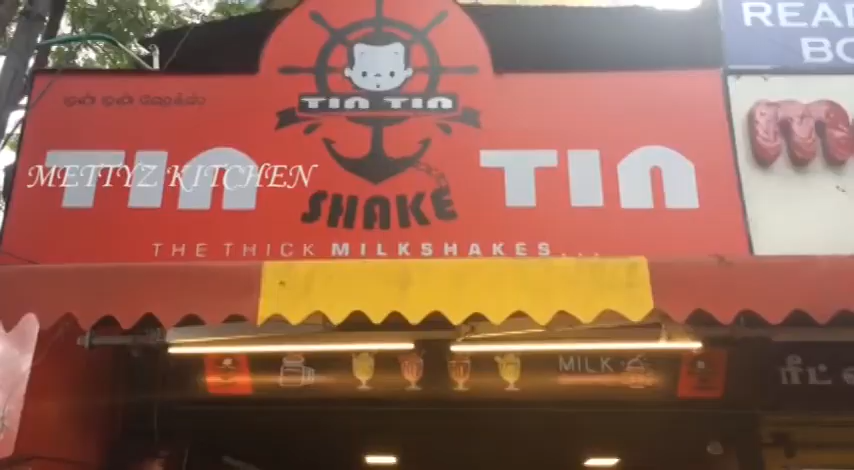 TIN TIN
TIN TIN
METTYZ KITCHEN
SHAKE
THE THICK MILKSHAKES...
MILK
READ
BO
ரீட்